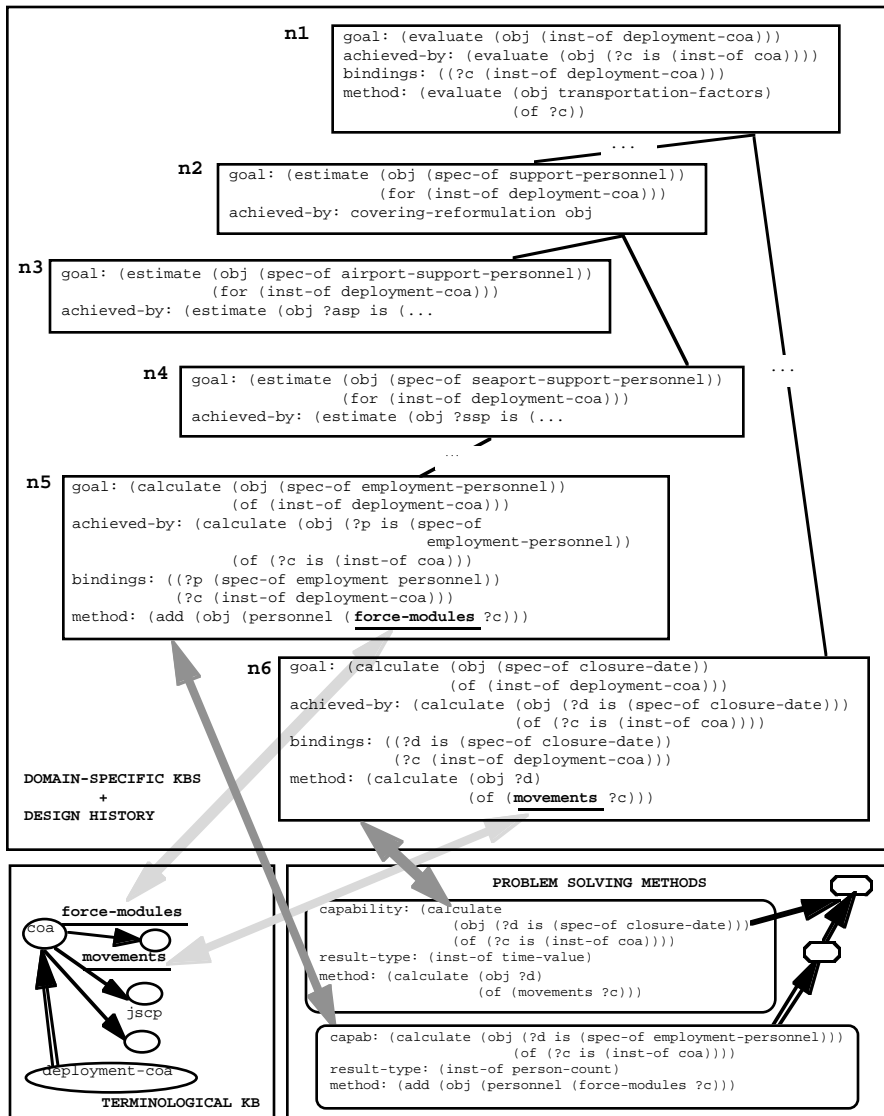 n1
goal: (evaluate (obj (inst-of deployment-coa)))
achieved-by: (evaluate (obj (?c is (inst-of coa))))
bindings: ((?c (inst-of deployment-coa)))
method: (evaluate (obj transportation-factors)
(of ?c))
...
n2
goal: (estimate (obj (spec-of support-personnel))
(for (inst-of deployment-coa)))
achieved-by: covering-reformulation obj
n3
goal: (estimate (obj (spec-of airport-support-personnel))
(for (inst-of deployment-coa)))
achieved-by: (estimate (obj ?asp is (...
...
n4
goal: (estimate (obj (spec-of seaport-support-personnel))
(for (inst-of deployment-coa)))
achieved-by: (estimate (obj ?ssp is (...
...
n5
goal: (calculate (obj (spec-of employment-personnel))
(of (inst-of deployment-coa)))
achieved-by: (calculate (obj (?p is (spec-of
employment-personnel))
(of (?c is (inst-of coa)))
bindings: ((?p (spec-of employment personnel))
(?c (inst-of deployment-coa)))
method: (add (obj (personnel (force-modules ?c)))
n6
goal: (calculate (obj (spec-of closure-date))
(of (inst-of deployment-coa)))
achieved-by: (calculate (obj (?d is (spec-of closure-date)))
(of (?c is (inst-of coa))))
bindings: ((?d is (spec-of closure-date))
(?c (inst-of deployment-coa)))
method: (calculate (obj ?d)
(of (movements ?c)))
DOMAIN-SPECIFIC KBS
+
DESIGN HISTORY
force-modules
coa
movements
jscp
deployment-coa
TERMINOLOGICAL KB
PROBLEM SOLVING METHODS
capability: (calculate
(obj (?d is (spec-of closure-date)))
(of (?c is (inst-of coa))))
result-type: (inst-of time-value)
method: (calculate (obj ?d)
(of (movements ?c)))
capab: (calculate (obj (?d is (spec-of employment-personnel)))
(of (?c is (inst-of coa))))
result-type: (inst-of person-count)
method: (add (obj (personnel (force-modules ?c)))